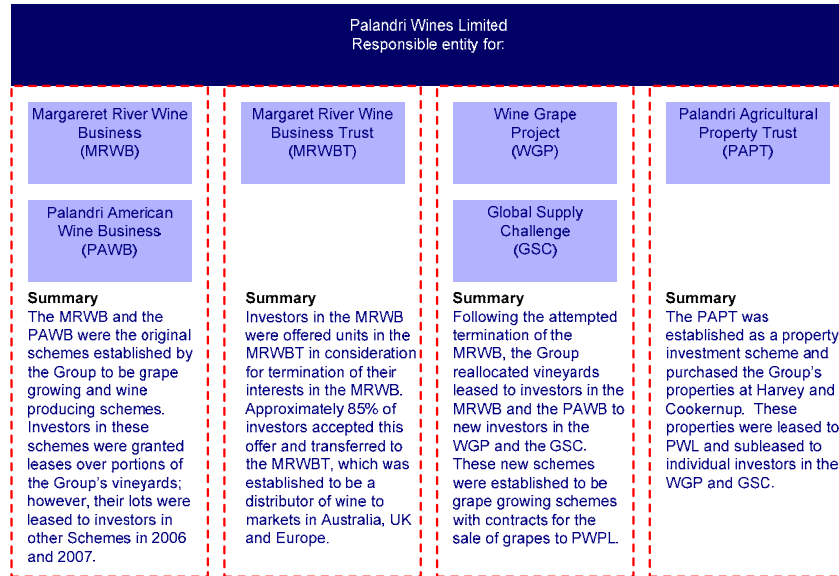 Palandri Wines Limited
Responsible entity for:
Margareret River Wine
Business
(MRWB)
Palandri American
Wine Business
(PAWB)
Summary
The MRWB and the
PAWB were the original
schemes established by
the Group to be grape
growing and wine
producing schemes.
Investors in these
schemes were granted
leases over portions of
the Group's vineyards;
however, their lots were
leased to investors in
other Schemes in 2006
and 2007.
Margaret River Wine
Business Trust
(MRWBT)
Summary
Investors in the MRWB
were offered units in the
MRWBT in consideration
for termination of their
interests in the MRWB.
Approximately 85% of
investors accepted this
offer and transferred to
the MRWBT, which was
established to be a
distributor of wine to
markets in Australia, UK
and Europe.
Wine Grape
Project
(WGP)
Global Supply
Challenge
(GSC)
Summary
Following the attempted
termination of the
MRWB, the Group
reallocated vineyards
leased to investors in the
MRWB and the PAWB to
new investors in the
WGP and the GSC.
These new schemes
were established to be
grape growing schemes
with contracts for the
sale of grapes to PWPL.
Palandri Agricultural
Property Trust
(PAPT)
Summary
The PAPT was
established as a property
investment scheme and
purchased the Group's
properties at Harvey and
Cookernup.  These
properties were leased to
PWL and subleased to
individual investors in the
WGP and GSC.